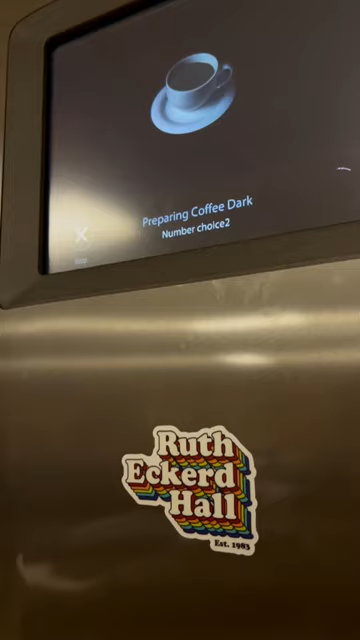 Preparing Coffee Dark
Number choice2
Ruth
Eckerd
Hall
Est. 1983